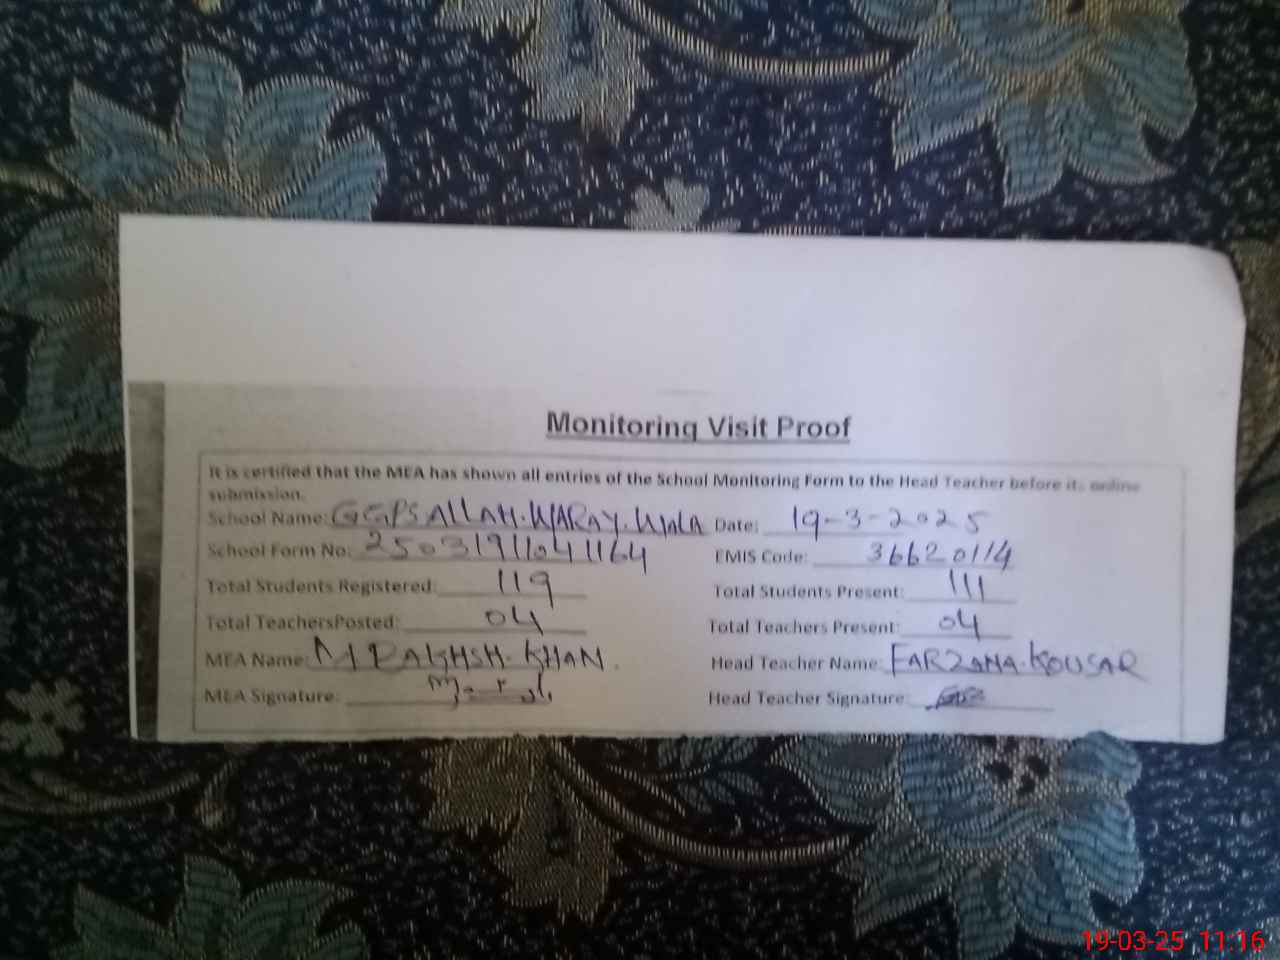 Monitoring Visit Proof
It is certified that the MEA has shown all entries of the School Monitoring Form to the Head Teacher before its online
submission.
School Name: GGPS ALLAH.WARAY.WALA Date: 19-3-2025
School Form No: 25031911041164 EMIS Code: 36620114
Total Students Registered: 119 Total Students Present: 111
Total TeachersPosted: 04 Total Teachers Present: 04
MEA Name: M BAKHSH.KHAN. Head Teacher Name: FARZANA.KOUSAR
MEA Signature: Head Teacher Signature:
19-03-25 11:16